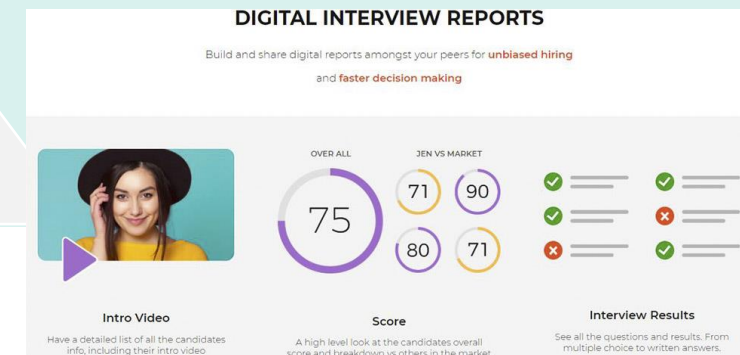 DIGITAL INTERVIEW REPORTS
Build and share digital reports amongst your peers for unbiased hiring
and faster decision making
OVER ALL
JEN VS MARKET
75
71
90
80
71
Intro Video
Have a detailed list of all the candidates
info, including their intro video
Score
A high level look at the candidates overall
score and breakdown vs others in the market
Interview Results
See all the questions and results. From
multiple choice to written answers.